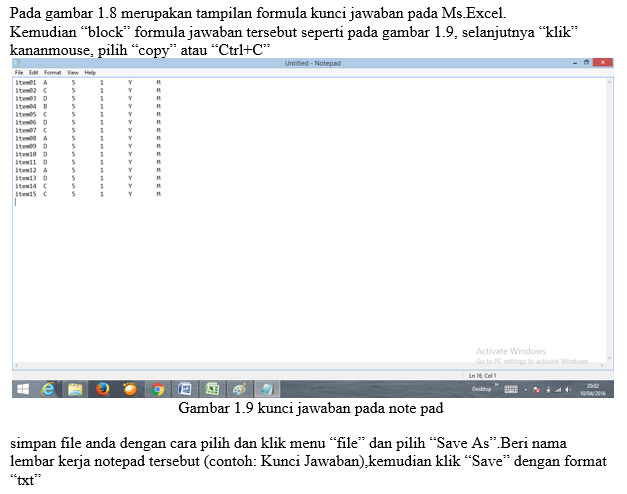 Pada gambar 1.8 merupakan tampilan formula kunci jawaban pada Ms.Excel.
Kemudian “block” formula jawaban tersebut seperti pada gambar 1.9, selanjutnya “klik”
kananmouse, pilih “copy” atau “Ctrl+C”
Untitled - Notepad
File Edit Format View Help
item01 A 5 1 Y M
item02 C 5 1 Y M
item03 D 5 1 Y M
item04 B 5 1 Y M
item05 C 5 1 Y M
item06 D 5 1 Y M
item07 C 5 1 Y M
item08 A 5 1 Y M
item09 D 5 1 Y M
item10 D 5 1 Y M
item11 D 5 1 Y M
item12 A 5 1 Y M
item13 D 5 1 Y M
item14 C 5 1 Y M
item15 C 5 1 Y M
Activate Windows
Go to PC settings to activate Windows.
Ln 16, Col 1
Desktop
20:02
10/04/2016
Gambar 1.9 kunci jawaban pada note pad
simpan file anda dengan cara pilih dan klik menu “file” dan pilih “Save As”.Beri nama
lembar kerja notepad tersebut (contoh: Kunci Jawaban),kemudian klik “Save” dengan format
“txt”